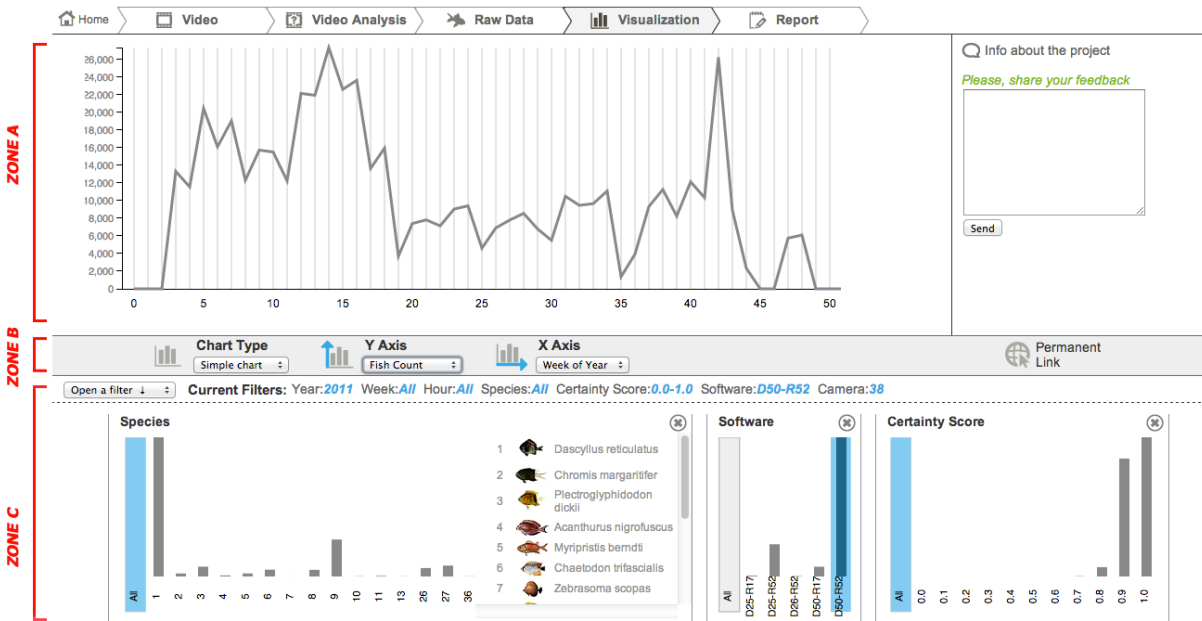 Home Video Video Analysis Raw Data Visualization Report
ZONE A
26,000
24,000
22,000
20,000
18,000
16,000
14,000
12,000
10,000
8,000
6,000
4,000
2,000
0
0 5 10 15 20 25 30 35 40 45 50
Info about the project
Please, share your feedback
Send
ZONE B
Chart Type
Simple chart
Y Axis
Fish Count
X Axis
Week of Year
Permanent
Link
ZONE C
Open a filter ↓
Current Filters: Year:2011 Week:All Hour:All Species:All Certainty Score:0.0-1.0 Software:D50-R52 Camera:38
Species
All 1 2 3 4 5 6 7 8 9 10 11 13 26 27 36
1 Dascyllus reticulatus
2 Chromis margaritifer
3 Plectroglyphidodon
dickii
4 Acanthurus nigrofuscus
5 Myripristis berndti
6 Chaetodon trifascialis
7 Zebrasoma scopas
Software
All D25-R17 D25-R52 D26-R52 D50-R17 D50-R52
Certainty Score
All 0.0 0.1 0.2 0.3 0.4 0.5 0.6 0.7 0.8 0.9 1.0